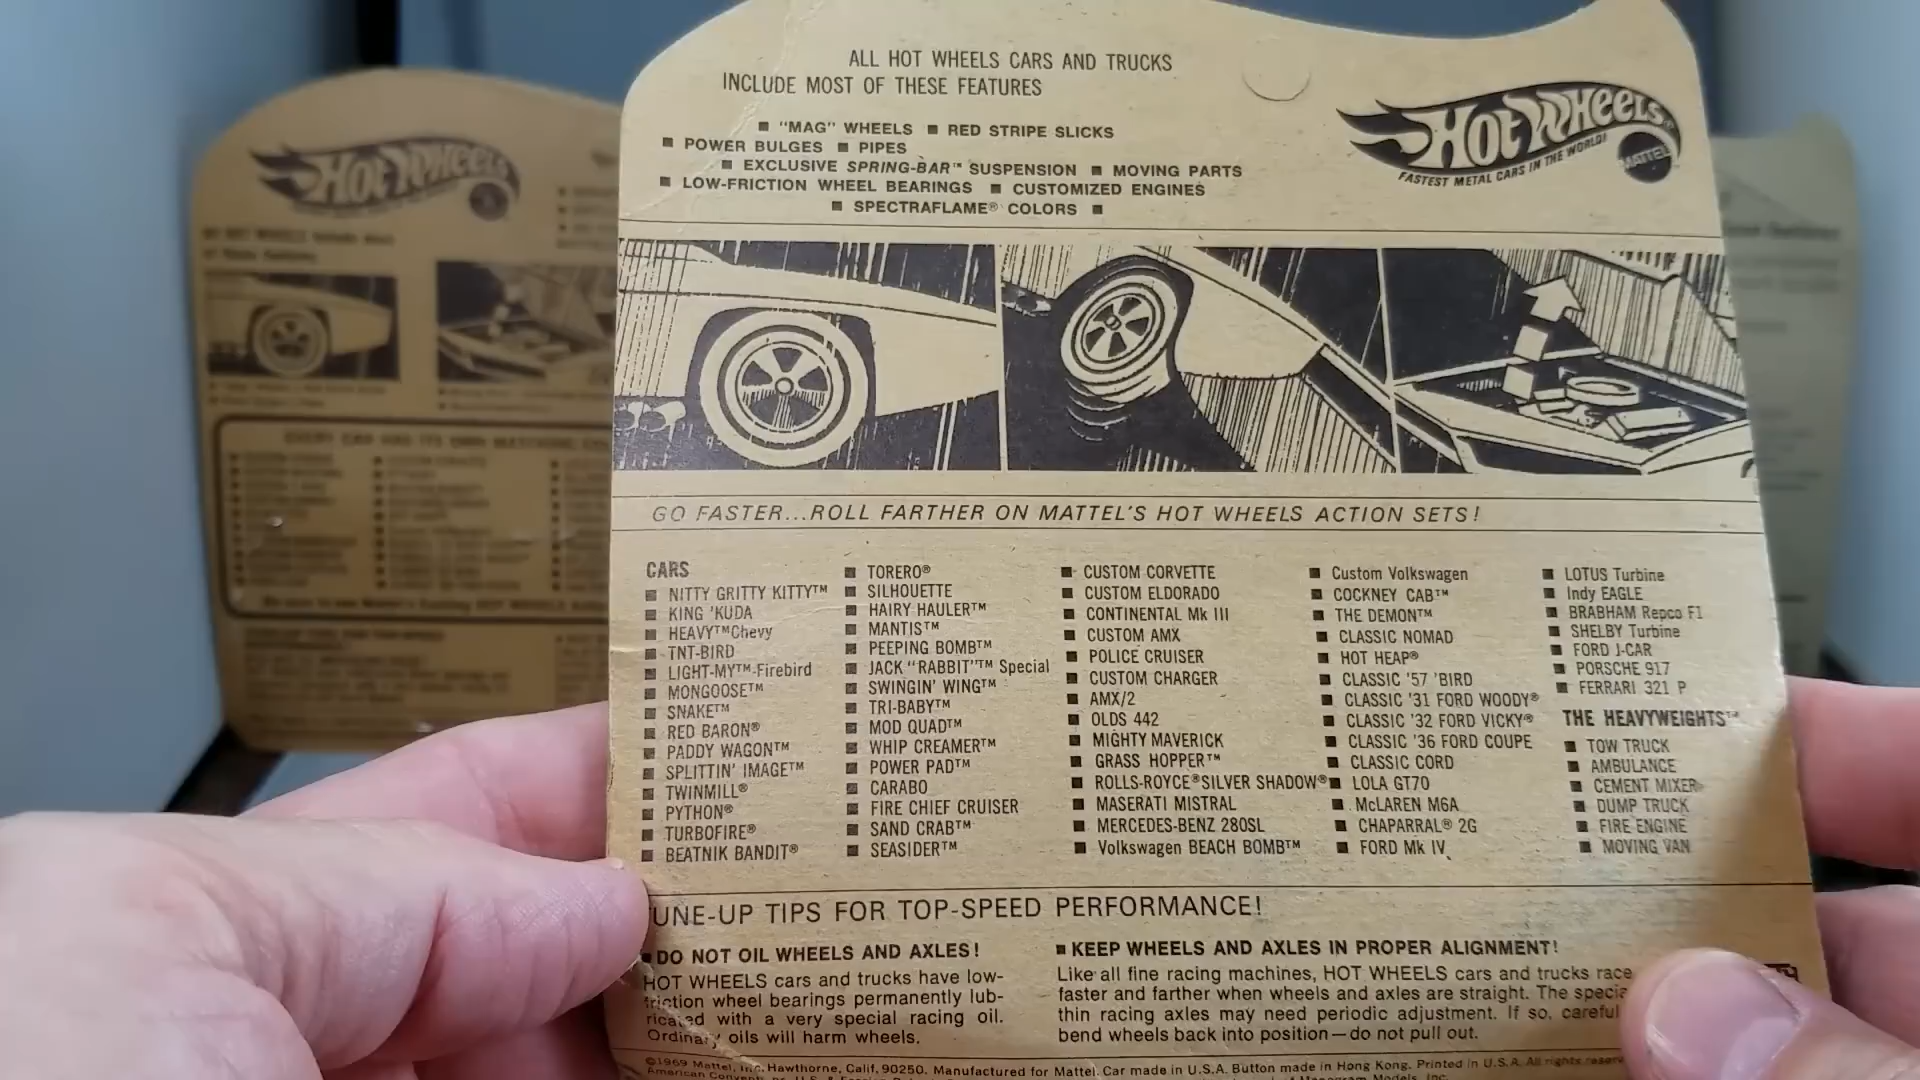 ALL HOT WHEELS CARS AND TRUCKS
INCLUDE MOST OF THESE FEATURES
■ "MAG" WHEELS ■ RED STRIPE SLICKS
■ POWER BULGES ■ PIPES
■ EXCLUSIVE SPRING-BAR™ SUSPENSION ■ MOVING PARTS
■ LOW-FRICTION WHEEL BEARINGS ■ CUSTOMIZED ENGINES
■ SPECTRAFLAME® COLORS ■
Hot Wheels
FASTEST METAL CARS IN THE WORLD!
MATTEL
GO FASTER...ROLL FARTHER ON MATTEL'S HOT WHEELS ACTION SETS!
CARS
■ NITTY GRITTY KITTY™
■ KING 'KUDA
■ HEAVY™Chevy
■ TNT-BIRD
■ LIGHT-MY™-Firebird
■ MONGOOSE™
■ SNAKE™
■ RED BARON®
■ PADDY WAGON™
■ SPLITTIN' IMAGE™
■ TWINMILL®
■ PYTHON®
■ TURBOFIRE®
■ BEATNIK BANDIT®
■ TORERO®
■ SILHOUETTE
■ HAIRY HAULER™
■ MANTIS™
■ PEEPING BOMB™
■ JACK "RABBIT"™ Special
■ SWINGIN' WING™
■ TRI-BABY™
■ MOD QUAD™
■ WHIP CREAMER™
■ POWER PAD™
■ CARABO
■ FIRE CHIEF CRUISER
■ SAND CRAB™
■ SEASIDER™
■ CUSTOM CORVETTE
■ CUSTOM ELDORADO
■ CONTINENTAL Mk III
■ CUSTOM AMX
■ POLICE CRUISER
■ CUSTOM CHARGER
■ AMX/2
■ OLDS 442
■ MIGHTY MAVERICK
■ GRASS HOPPER™
■ ROLLS-ROYCE® SILVER SHADOW®
■ MASERATI MISTRAL
■ MERCEDES-BENZ 280SL
■ Volkswagen BEACH BOMB™
■ Custom Volkswagen
■ COCKNEY CAB™
■ THE DEMON™
■ CLASSIC NOMAD
■ HOT HEAP®
■ CLASSIC '57 'BIRD
■ CLASSIC '31 FORD WOODY®
■ CLASSIC '32 FORD VICKY®
■ CLASSIC '36 FORD COUPE
■ CLASSIC CORD
■ LOLA GT70
■ McLAREN M6A
■ CHAPARRAL® 2G
■ FORD Mk IV
■ LOTUS Turbine
■ Indy EAGLE
■ BRABHAM Repco F1
■ SHELBY Turbine
■ FORD J-CAR
■ PORSCHE 917
■ FERRARI 321 P
THE HEAVYWEIGHTS™
■ TOW TRUCK
■ AMBULANCE
■ CEMENT MIXER
■ DUMP TRUCK
■ FIRE ENGINE
■ MOVING VAN
UNE-UP TIPS FOR TOP-SPEED PERFORMANCE!
■ DO NOT OIL WHEELS AND AXLES!
HOT WHEELS cars and trucks have low-
friction wheel bearings permanently lub-
ricated with a very special racing oil.
Ordinary oils will harm wheels.
■ KEEP WHEELS AND AXLES IN PROPER ALIGNMENT!
Like all fine racing machines, HOT WHEELS cars and trucks race
faster and farther when wheels and axles are straight. The specia
thin racing axles may need periodic adjustment. If so, careful
bend wheels back into position—do not pull out.
©1969 Mattel, Inc. Hawthorne, Calif. 90250. Manufactured for Mattel. Car made in U.S.A. Button made in Hong Kong. Printed in U.S.A. All rights reserv
Hot Wheels